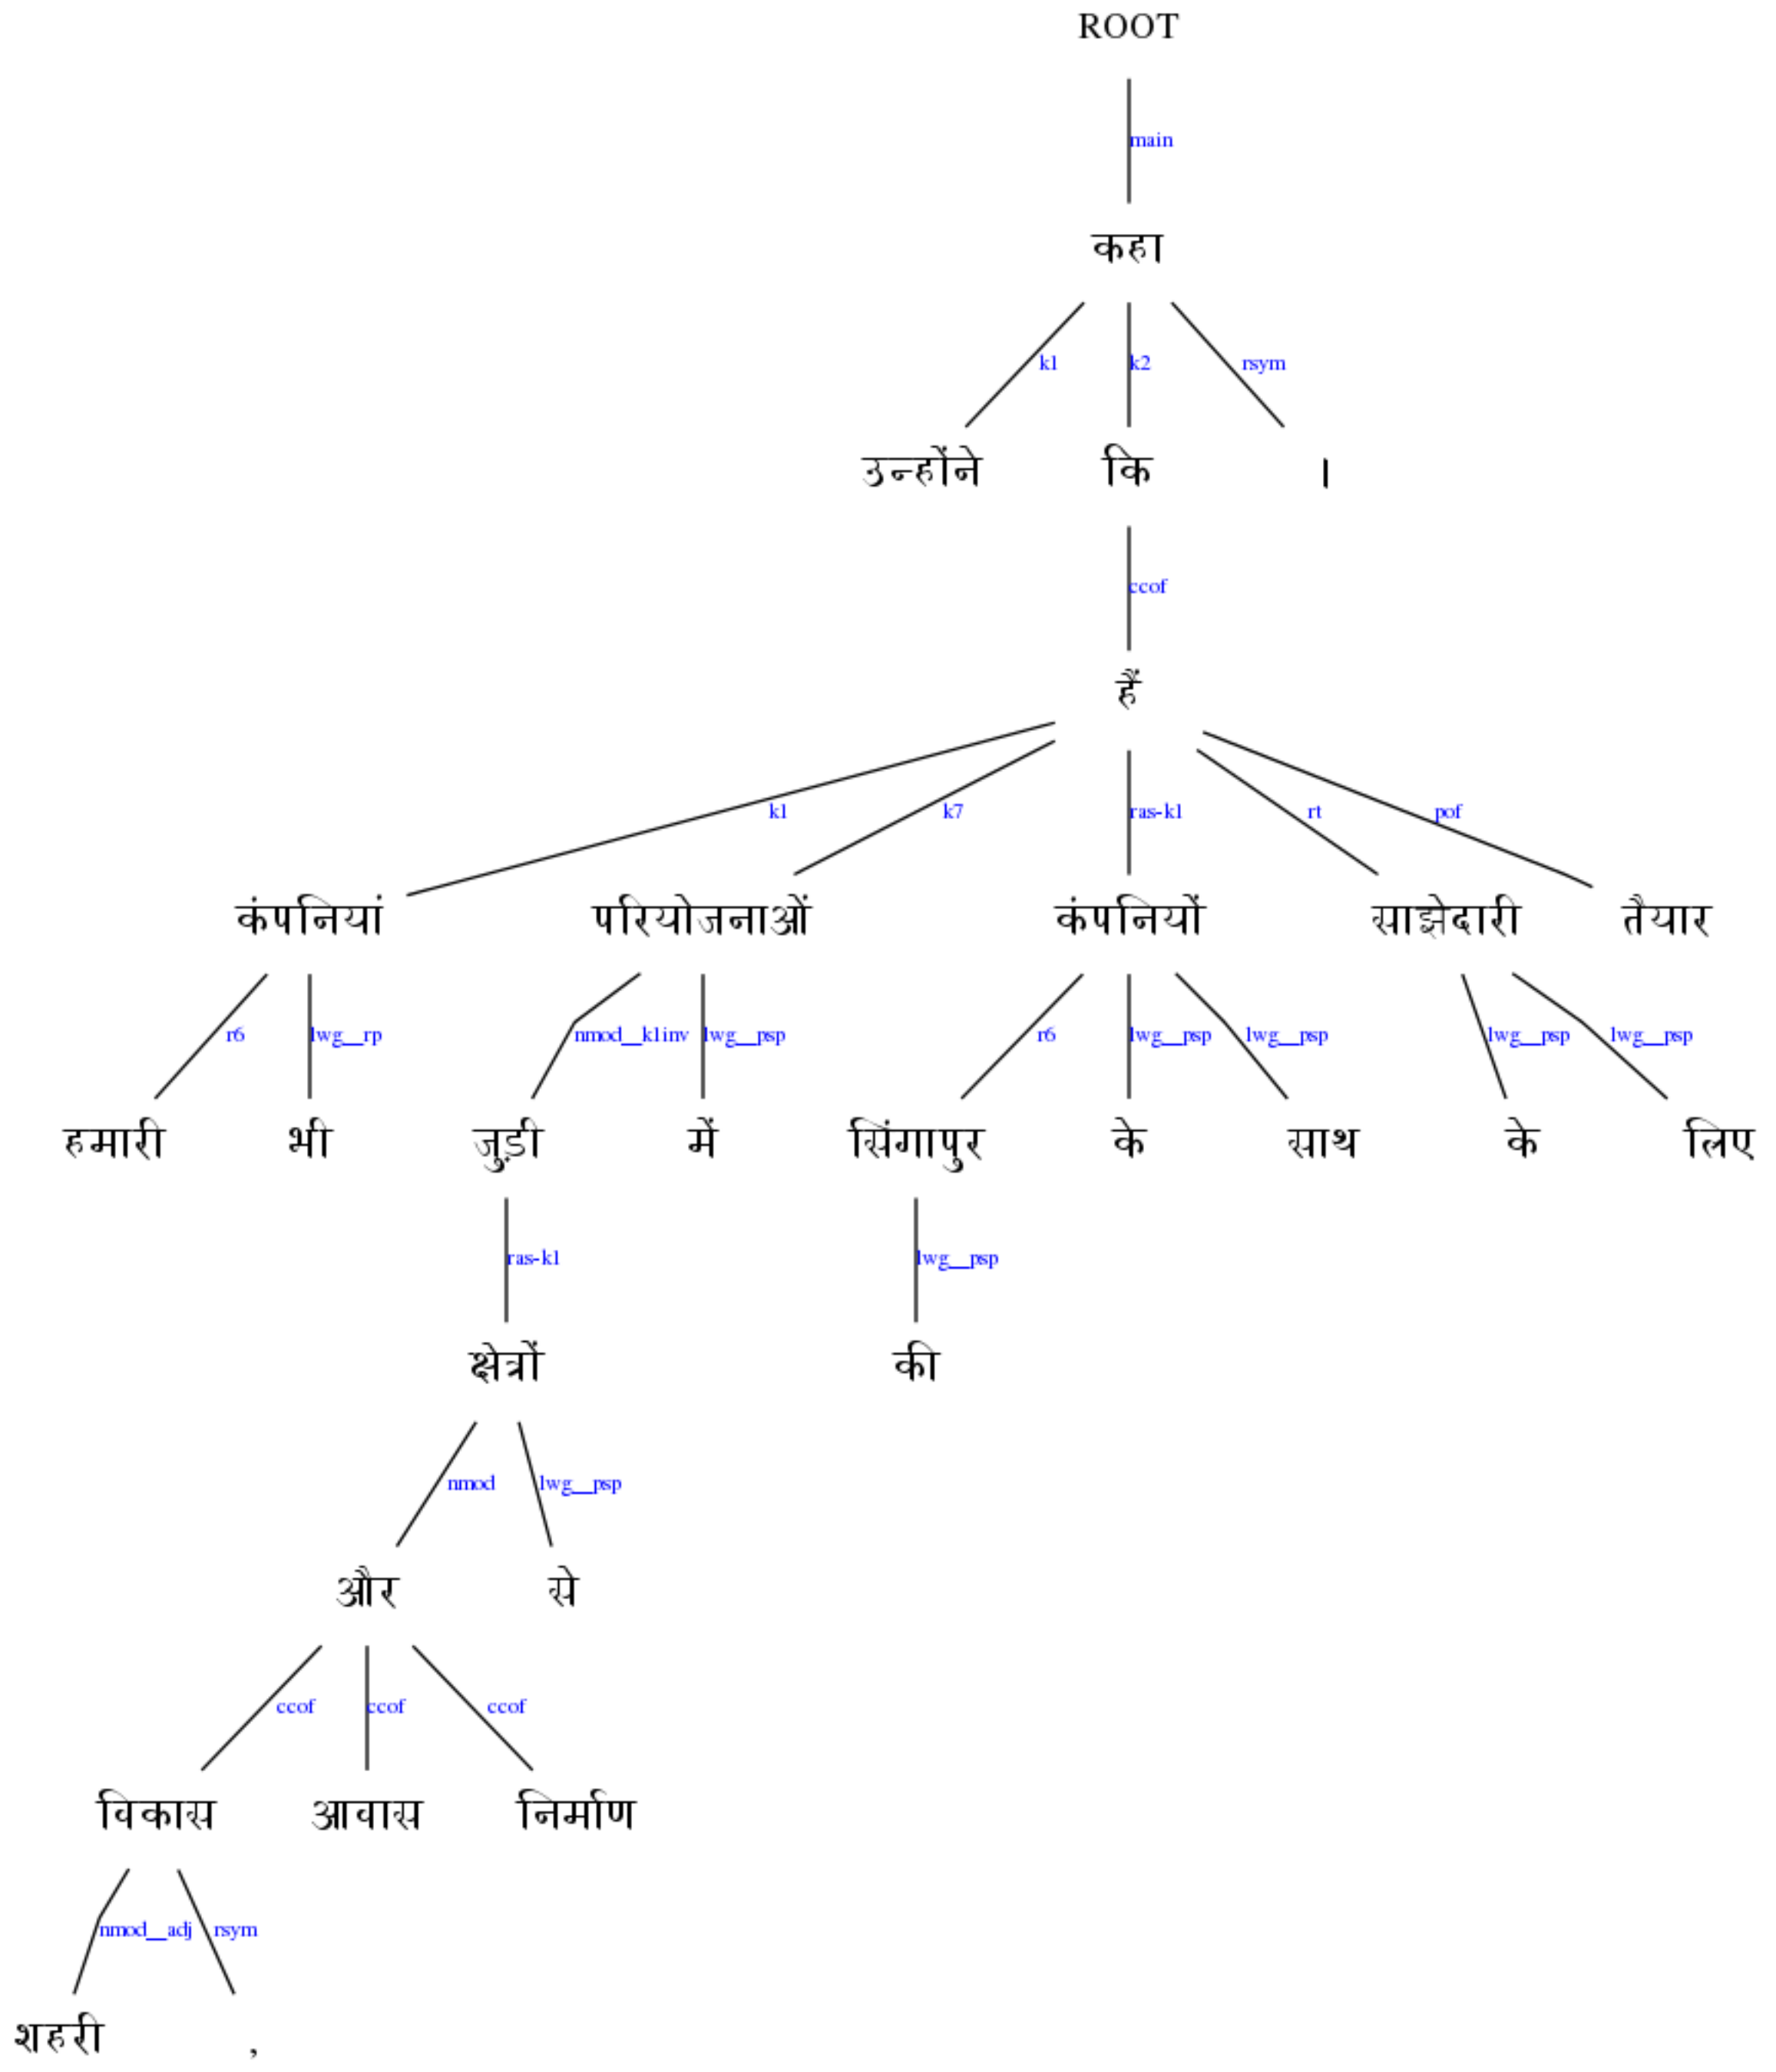 ROOT
main
कहा
k1 k2 rsym
उन्होंने कि ।
ccof
हैं
k1 k7 ras-k1 rt pof
कंपनियां परियोजनाओं कंपनियों साझेदारी तैयार
r6 lwg__rp nmod__k1inv lwg__psp r6 lwg__psp lwg__psp lwg__psp lwg__psp
हमारी भी जुड़ी में सिंगापुर के साथ के लिए
ras-k1 lwg__psp
क्षेत्रों की
nmod lwg__psp
और से
ccof ccof ccof
विकास आवास निर्माण
nmod__adj rsym
शहरी ,